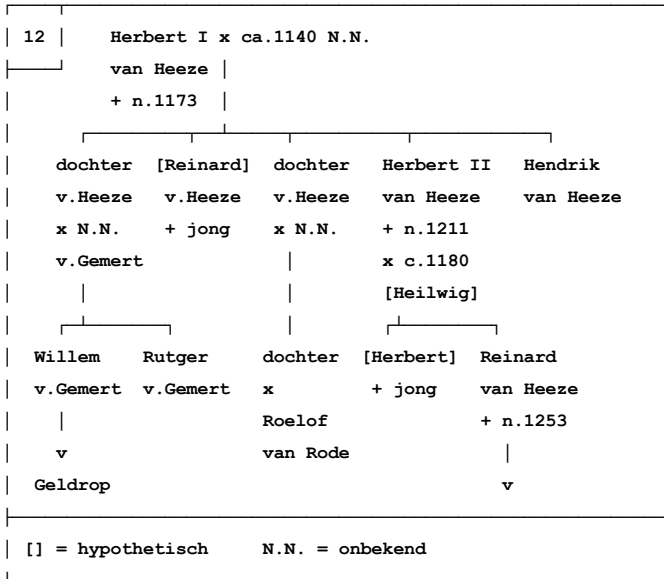 12 Herbert I x ca.1140 N.N.
van Heeze
+ n.1173
dochter [Reinard] dochter Herbert II Hendrik
v.Heeze v.Heeze v.Heeze van Heeze van Heeze
x N.N. + jong x N.N. + n.1211
v.Gemert x c.1180
[Heilwig]
Willem Rutger dochter [Herbert] Reinard
v.Gemert v.Gemert x + jong van Heeze
Roelof + n.1253
v van Rode
Geldrop v
[] = hypothetisch N.N. = onbekend